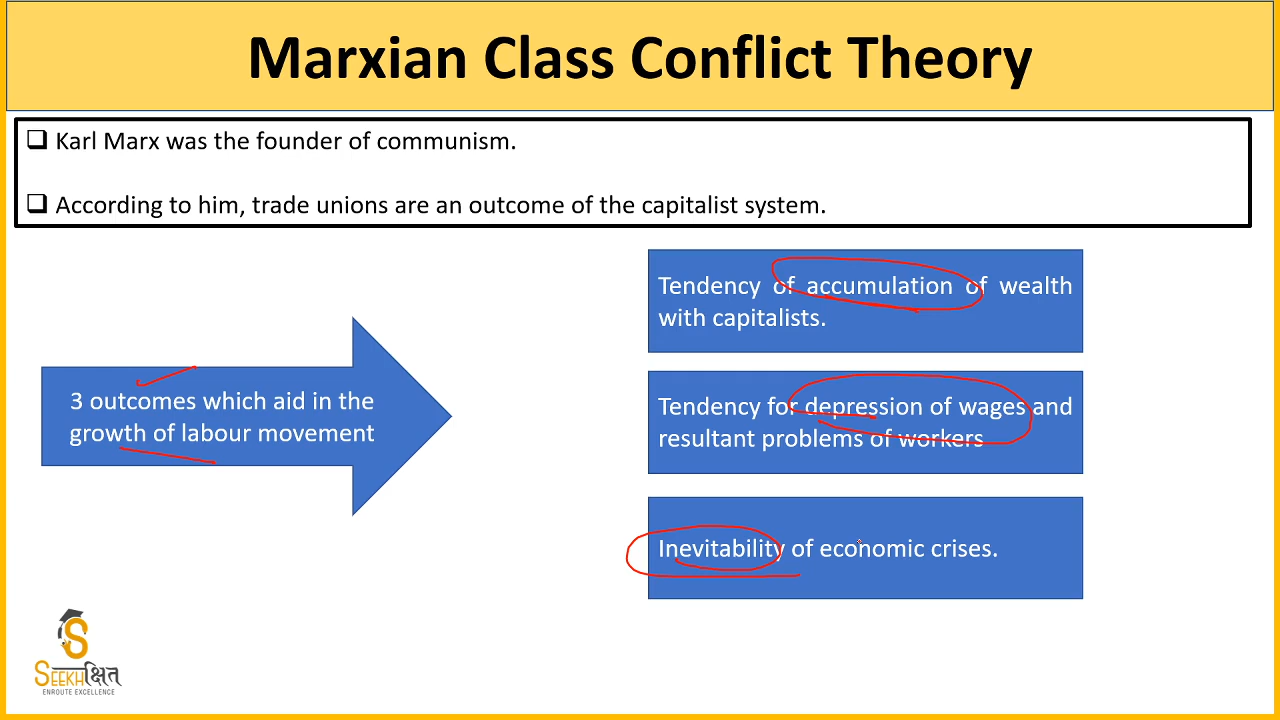 Marxian Class Conflict Theory
❑ Karl Marx was the founder of communism.
❑ According to him, trade unions are an outcome of the capitalist system.
3 outcomes which aid in the
growth of labour movement
Tendency of accumulation of wealth
with capitalists.
Tendency for depression of wages and
resultant problems of workers
Inevitability of economic crises.
S
SEEKHक्षित
ENROUTE EXCELLENCE